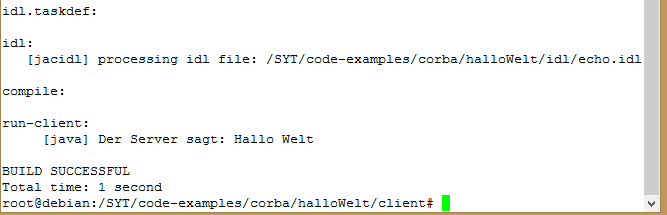 idl.taskdef:
idl:
[jacidl] processing idl file: /SYT/code-examples/corba/halloWelt/idl/echo.idl
compile:
run-client:
[java] Der Server sagt: Hallo Welt
BUILD SUCCESSFUL
Total time: 1 second
root@debian:/SYT/code-examples/corba/halloWelt/client#